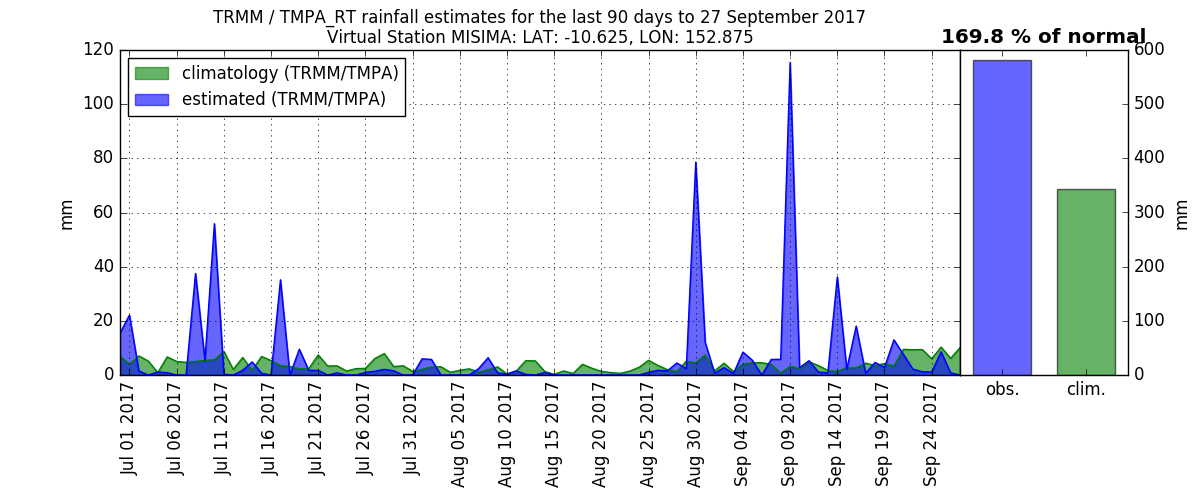 TRMM / TMPA_RT rainfall estimates for the last 90 days to 27 September 2017
Virtual Station MISIMA: LAT: -10.625, LON: 152.875
169.8 % of normal
climatology (TRMM/TMPA)
estimated (TRMM/TMPA)
mm
120
100
80
60
40
20
0
Jul 01 2017
Jul 06 2017
Jul 11 2017
Jul 16 2017
Jul 21 2017
Jul 26 2017
Jul 31 2017
Aug 05 2017
Aug 10 2017
Aug 15 2017
Aug 20 2017
Aug 25 2017
Aug 30 2017
Sep 04 2017
Sep 09 2017
Sep 14 2017
Sep 19 2017
Sep 24 2017
obs.
clim.
600
500
400
300
200
100
0
mm